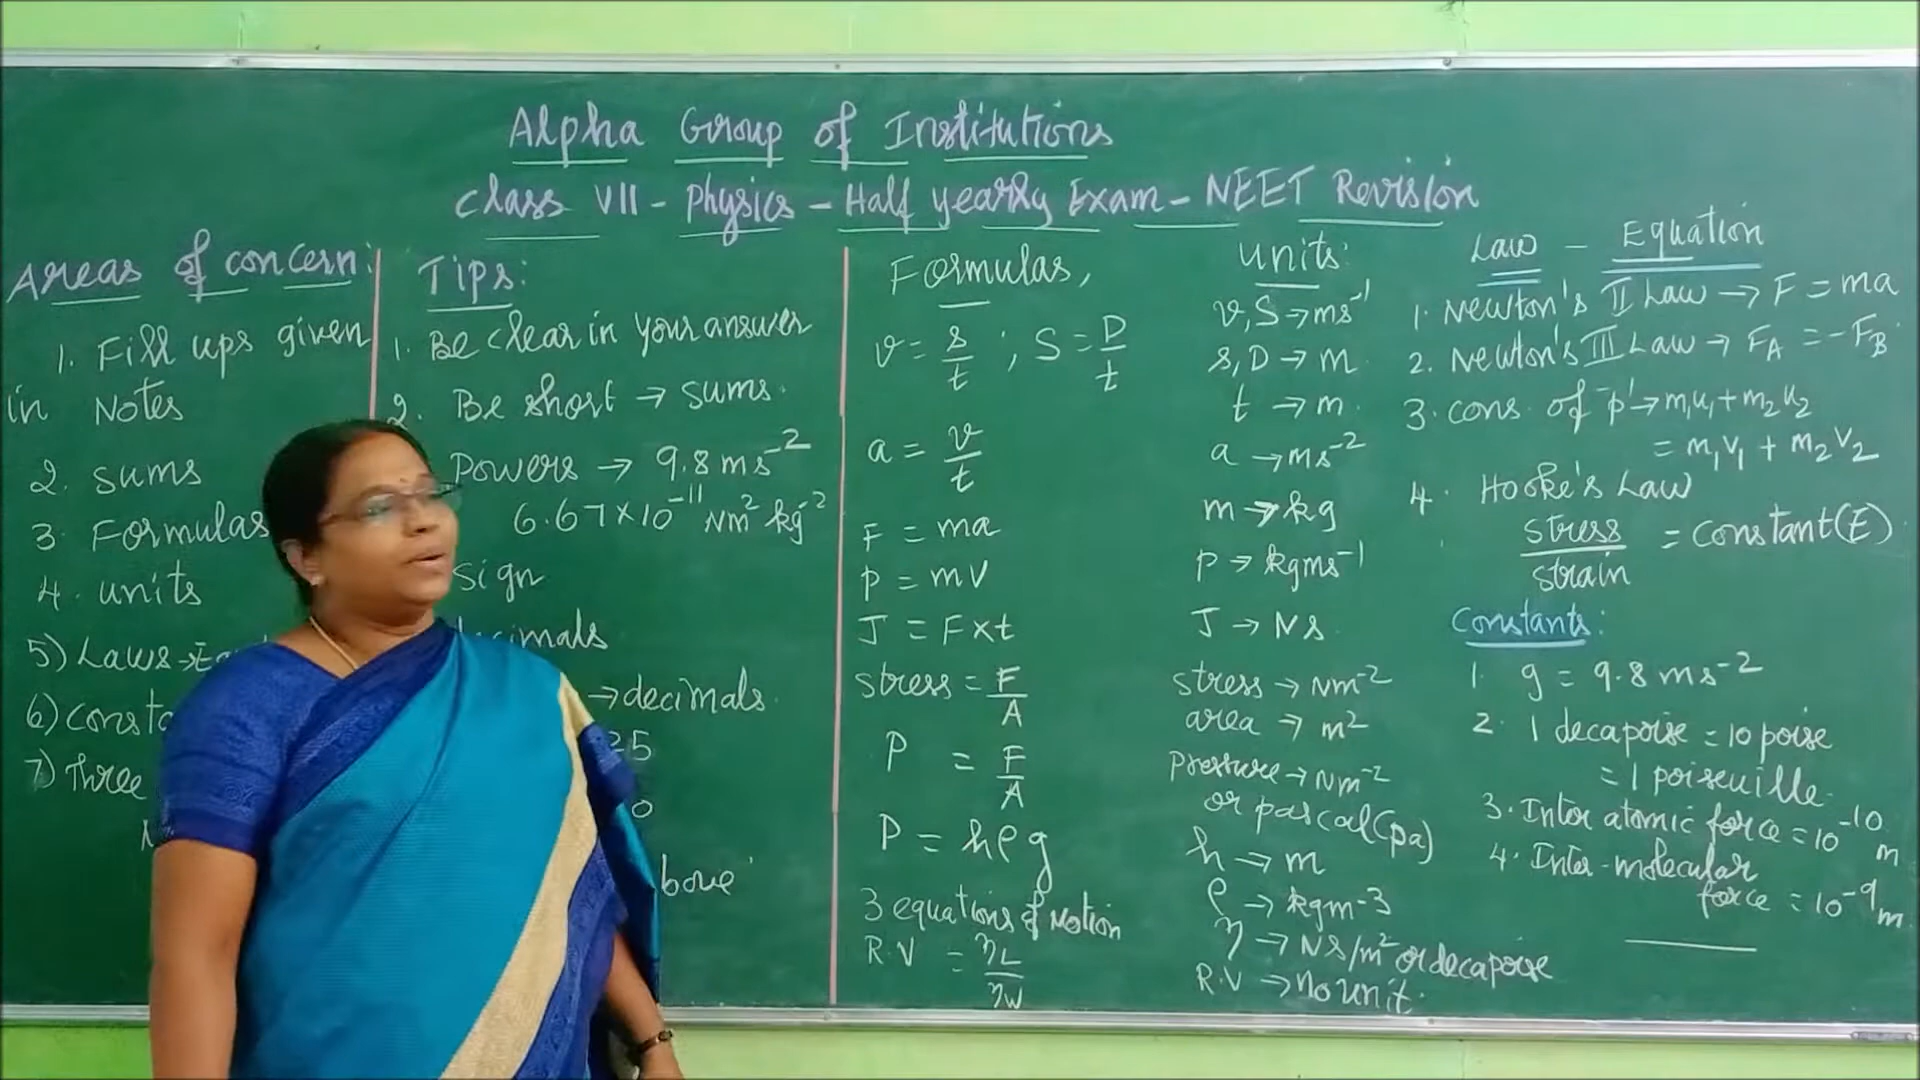 Alpha Group of Institutions
Class VII - Physics - Half yearly Exam - NEET Revision
Areas of concern:
1. Fill ups given
in Notes
2. sums
3. Formulas
4. units
5) Laws →
6)
7) Three
Tips:
1. Be clear in your answer
2. Be short → sums.
Powers → 9.8 ms⁻²
6.67×10⁻¹¹ Nm² kg⁻²
sign
→ decimals.
Formulas,
v = s/t ; S = D/t
a = v/t
F = ma
p = mv
J = F×t
stress = F/A
P = F/A
P = hρg
3 equations of Motion
R.V = ηL/ηw
units:
v, S → ms⁻¹
s, D → m
t → m
a → ms⁻²
m → kg
p → kgms⁻¹
J → Ns.
stress → Nm⁻²
area → m²
pressure → Nm⁻²
or pascal (pa)
h → m
ρ → kgm-3
η → Ns/m² or decapoise
R.V → no unit.
Law - Equation
1. Newton's II Law → F = ma
2. Newton's III Law → FA = -FB
3. cons. of 'p' → m₁u₁ + m₂u₂
= m₁v₁ + m₂v₂
4. Hooke's Law
stress/strain = constant (E)
Constants:
1. g = 9.8 ms⁻²
2. 1 decapoise = 10 poise
= 1 poiseuille.
3. Inter atomic force = 10⁻¹⁰ m
4. Inter-molecular
force = 10⁻⁹ m